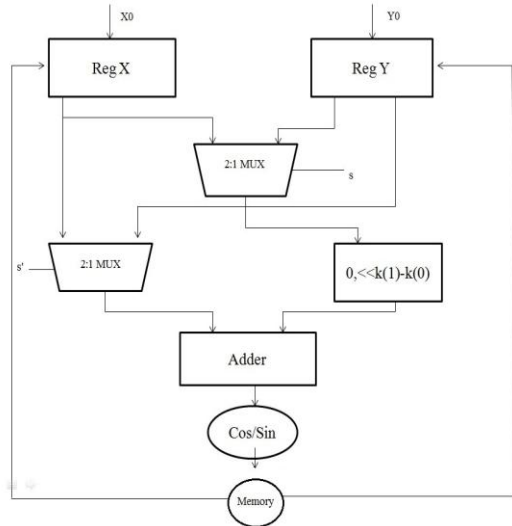 X0
Y0
Reg X
Reg Y
2:1 MUX
s
2:1 MUX
s'
0,<<k(1)-k(0)
Adder
Cos/Sin
Memory